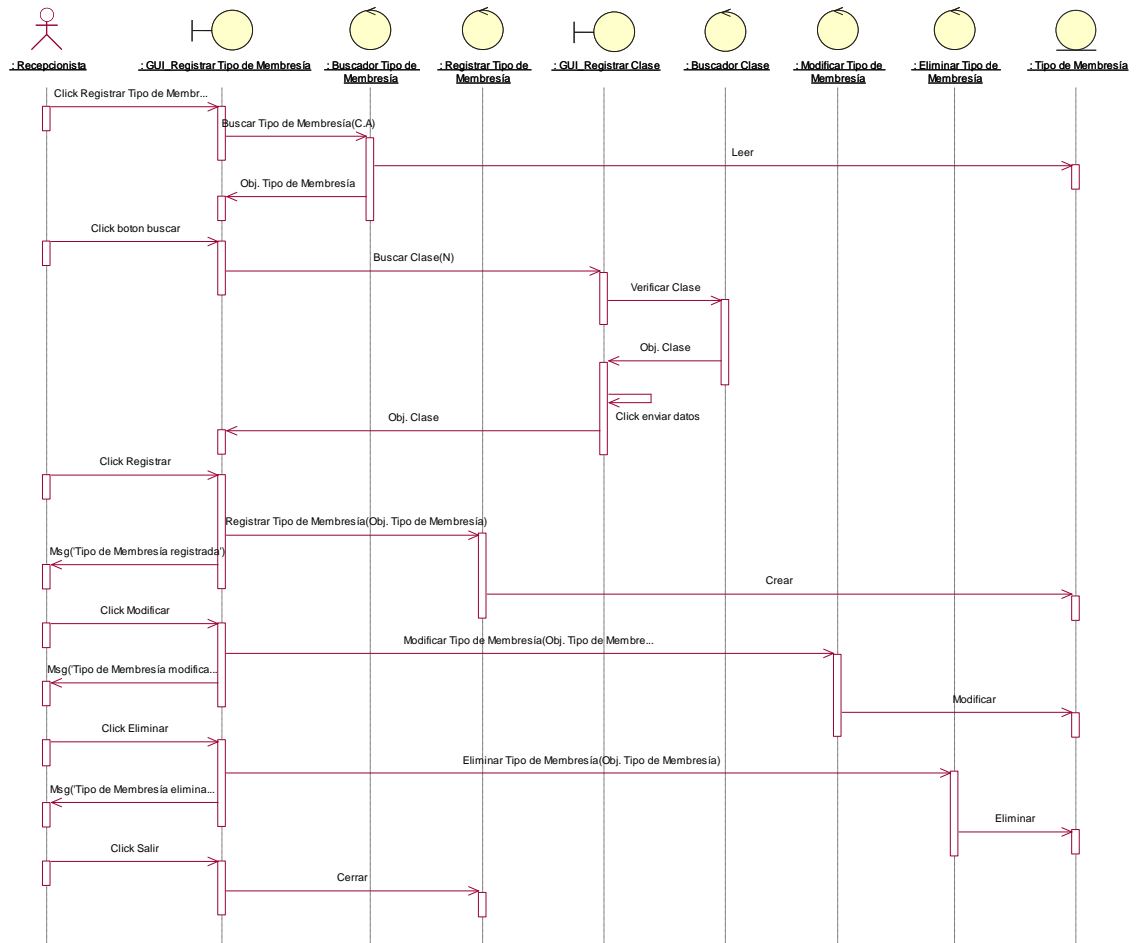 : Recepcionista
: GUI_Registrar Tipo de Membresía
: Buscador Tipo de
Membresía
: Registrar Tipo de
Membresía
: GUI_Registrar Clase
: Buscador Clase
: Modificar Tipo de
Membresía
: Eliminar Tipo de
Membresía
: Tipo de Membresía
Click Registrar Tipo de Membr...
Buscar Tipo de Membresía(C.A)
Leer
Obj. Tipo de Membresía
Click boton buscar
Buscar Clase(N)
Verificar Clase
Obj. Clase
Click enviar datos
Obj. Clase
Click Registrar
Registrar Tipo de Membresía(Obj. Tipo de Membresía)
Msg('Tipo de Membresía registrada')
Crear
Click Modificar
Modificar Tipo de Membresía(Obj. Tipo de Membre...
Msg('Tipo de Membresía modifica...
Modificar
Click Eliminar
Eliminar Tipo de Membresía(Obj. Tipo de Membresía)
Msg('Tipo de Membresía elimina...
Eliminar
Click Salir
Cerrar